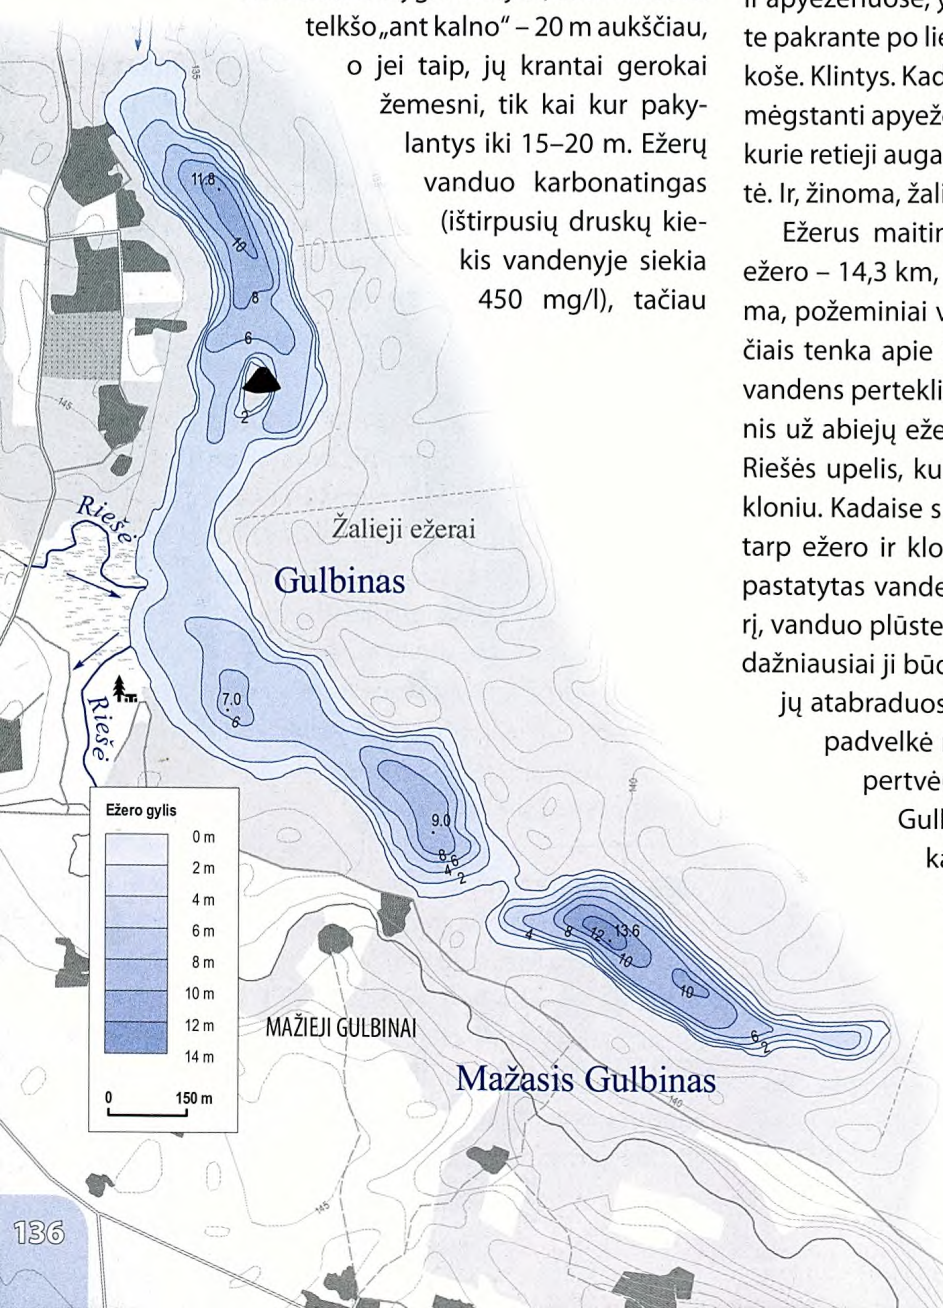 telkšo „ant kalno“ – 20 m aukščiau,
o jei taip, jų krantai gerokai
žemesni, tik kai kur paky-
lantys iki 15–20 m. Ežerų
vanduo karbonatingas
(ištirpusių druskų kie-
kis vandenyje siekia
450 mg/l), tačiau
te pakrante po lie
koše. Klintys. Kad
mėgstanti apyeže
kurie retieji auga
tė. Ir, žinoma, žali
Ežerus maitin
ežero – 14,3 km,
ma, požeminiai v
čiais tenka apie
vandens pertekli
nis už abiejų eže
Riešės upelis, ku
kloniu. Kadaise s
tarp ežero ir klo
pastatytas vande
rį, vanduo plūste
dažniausiai ji būc
jų atabraduos
padvelkė
pertvė
Gull
ka
135
11.8
10
8
6
2
145
Riešė
Žalieji ežerai
Gulbinas
7.0
6
Riešė
140
9.0
8
6
4
2
Ežero gylis
0 m
2 m
4 m
6 m
8 m
10 m
12 m
14 m
0 150 m
4
8
12
13.6
10
10
6
2
MAŽIEJI GULBINAI
Mažasis Gulbinas
140
145
136